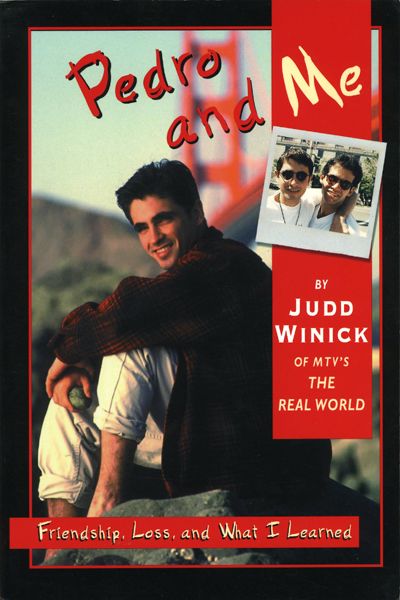 Pedro
and Me
BY
JUDD
WINICK
OF MTV'S
THE
REAL WORLD
Friendship, Loss, and What I Learned